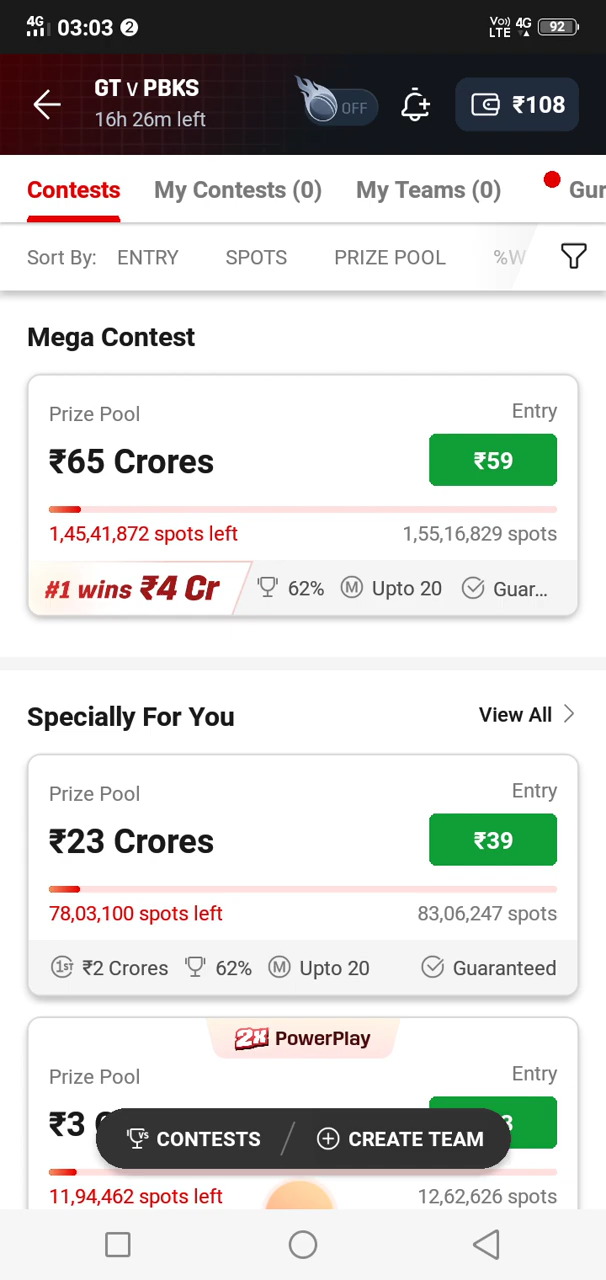 4G 03:03 2 Vo) LTE 4G 92
GT v PBKS
16h 26m left
OFF
₹108
Contests My Contests (0) My Teams (0) Gur
Sort By: ENTRY SPOTS PRIZE POOL %W
Mega Contest
Prize Pool Entry
₹65 Crores ₹59
1,45,41,872 spots left 1,55,16,829 spots
#1 wins ₹4 Cr 62% M Upto 20 Guar...
Specially For You View All
Prize Pool Entry
₹23 Crores ₹39
78,03,100 spots left 83,06,247 spots
1ST ₹2 Crores 62% M Upto 20 Guaranteed
2X PowerPlay
Prize Pool Entry
₹3
VS CONTESTS CREATE TEAM
11,94,462 spots left 12,62,626 spots